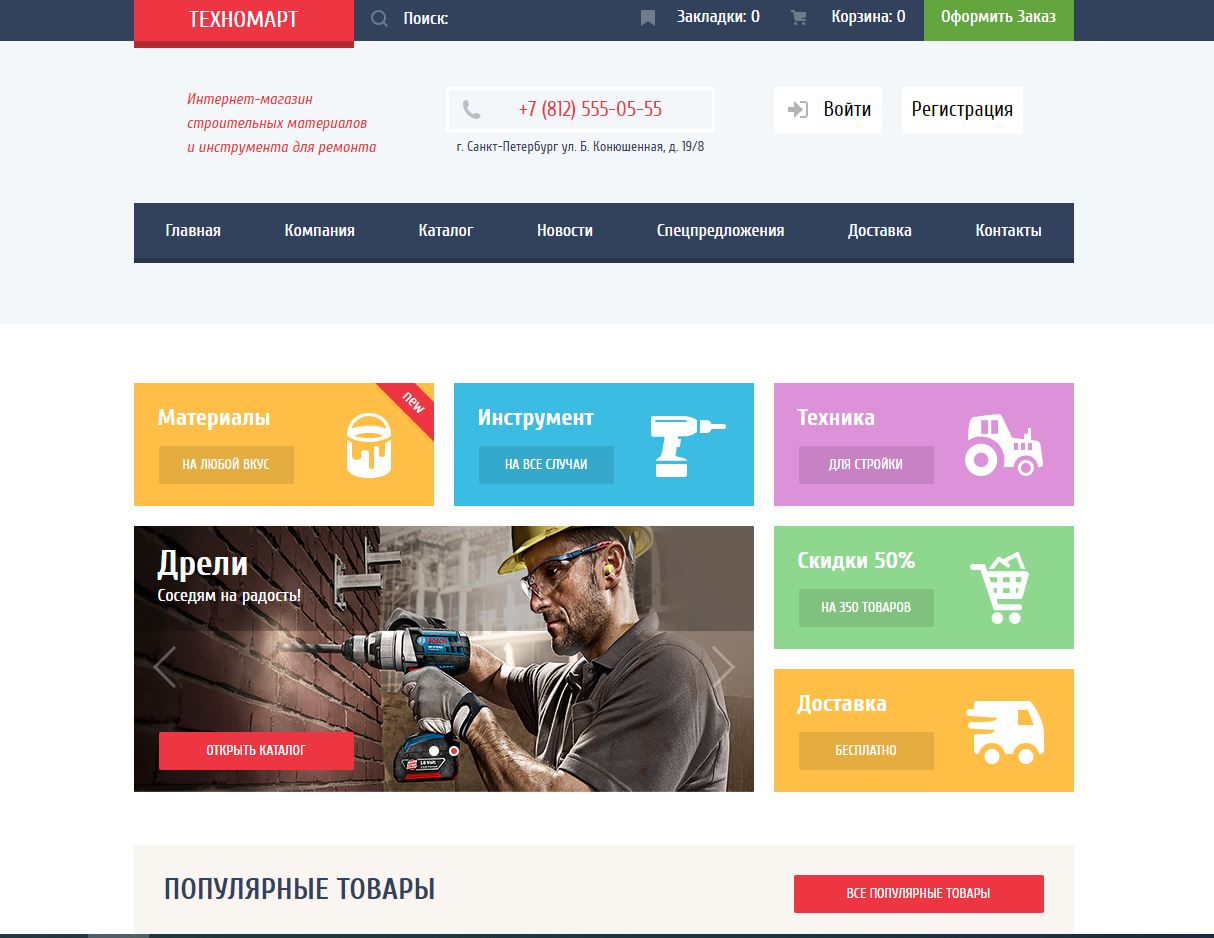 ТЕХНОМАРТ
Поиск:
Закладки: 0
Корзина: 0
Оформить Заказ
Интернет-магазин
строительных материалов
и инструмента для ремонта
+7 (812) 555-05-55
г. Санкт-Петербург ул. Б. Конюшенная, д. 19/8
Войти
Регистрация
Главная
Компания
Каталог
Новости
Спецпредложения
Доставка
Контакты
Материалы
new
НА ЛЮБОЙ ВКУС
Инструмент
НА ВСЕ СЛУЧАИ
Техника
ДЛЯ СТРОЙКИ
Дрели
Соседям на радость!
BOSCH
18 Volt
ОТКРЫТЬ КАТАЛОГ
Скидки 50%
НА 350 ТОВАРОВ
Доставка
БЕСПЛАТНО
ПОПУЛЯРНЫЕ ТОВАРЫ
ВСЕ ПОПУЛЯРНЫЕ ТОВАРЫ